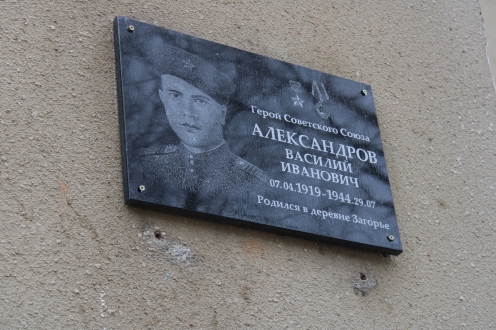 Герой Советского Союза
АЛЕКСАНДРОВ
ВАСИЛИЙ
ИВАНОВИЧ
07.04.1919-1944.29.07
Родился в деревне Загорье